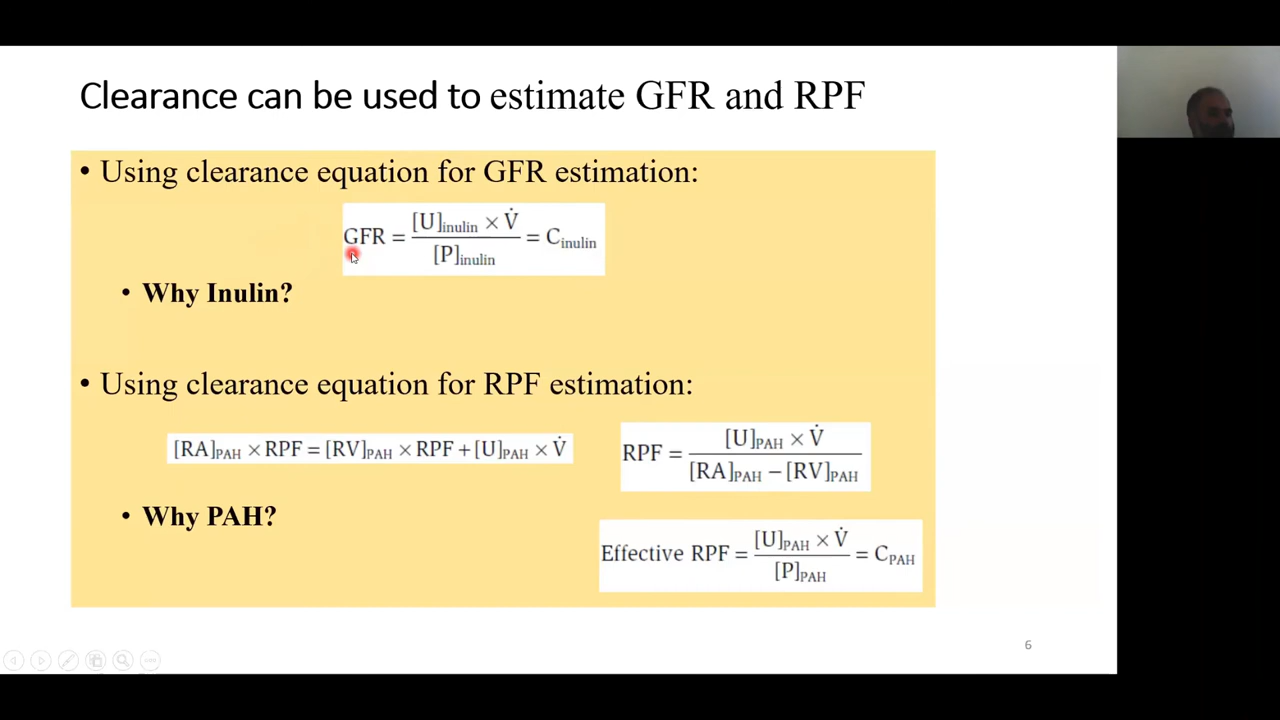 Clearance can be used to estimate GFR and RPF
• Using clearance equation for GFR estimation:
GFR = [U]inulin × V̇ / [P]inulin = Cinulin
• Why Inulin?
• Using clearance equation for RPF estimation:
[RA]PAH × RPF = [RV]PAH × RPF + [U]PAH × V̇
RPF = [U]PAH × V̇ / [RA]PAH − [RV]PAH
• Why PAH?
Effective RPF = [U]PAH × V̇ / [P]PAH = CPAH
6